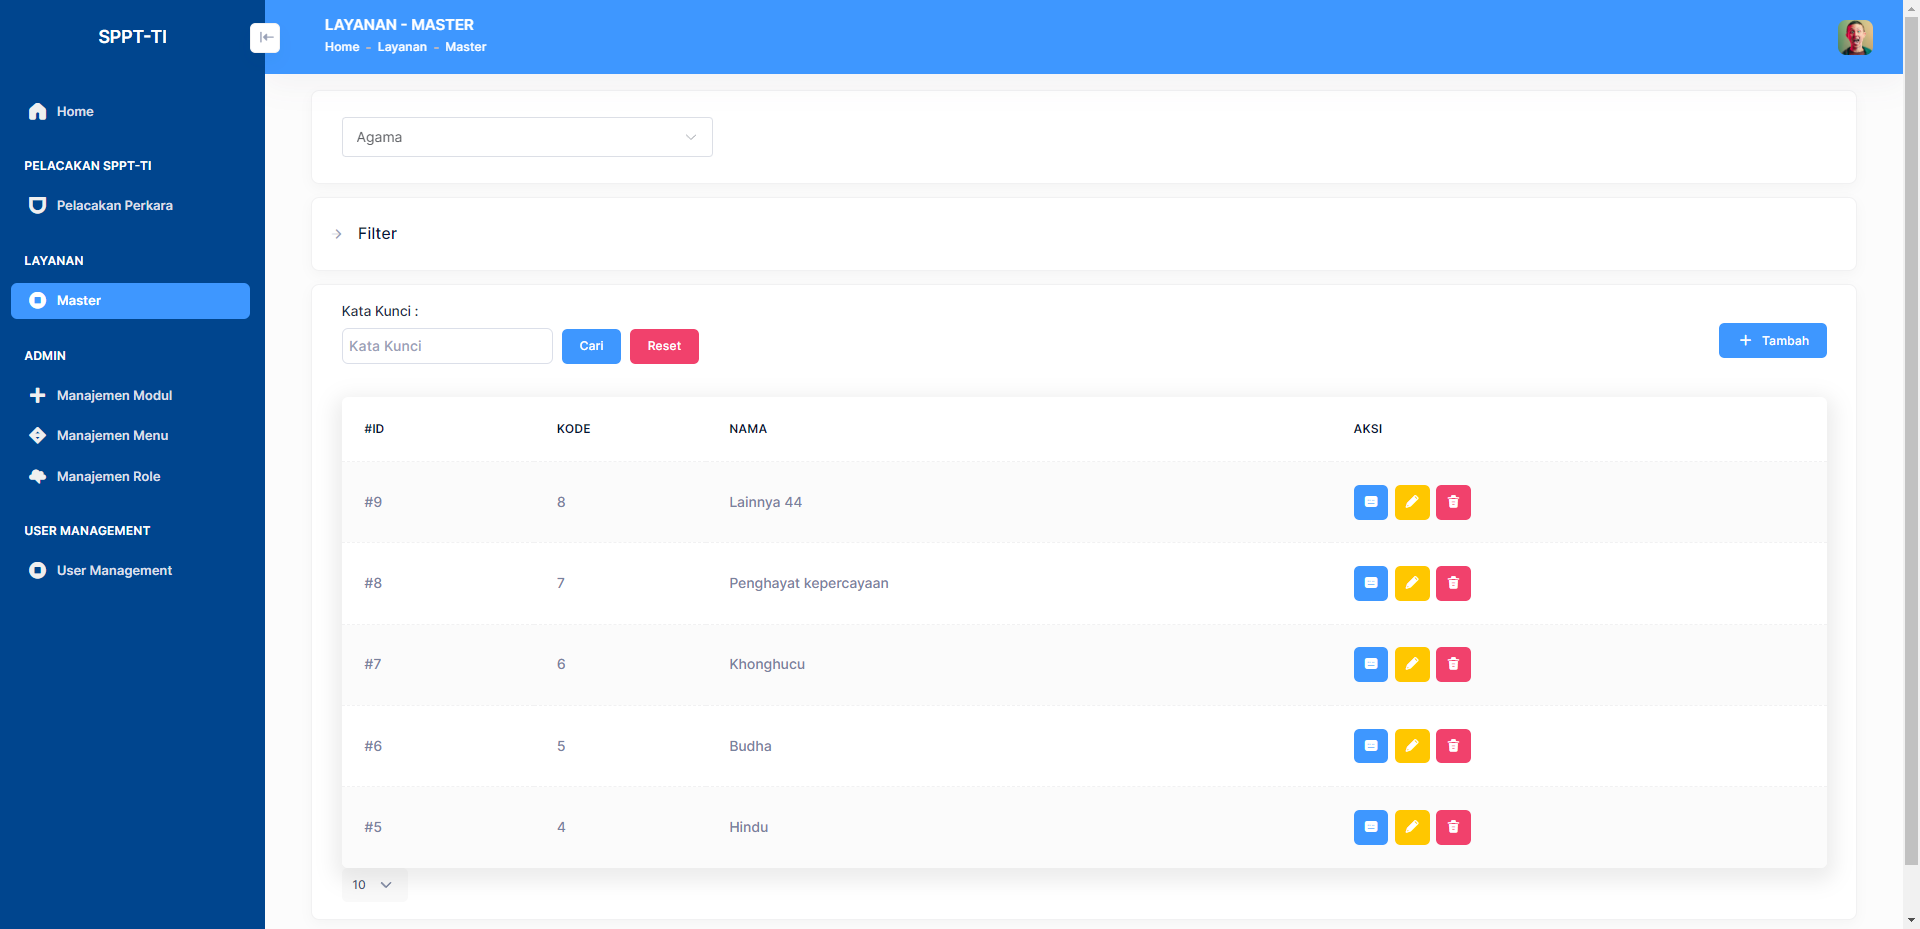 SPPT-TI
LAYANAN - MASTER
Home - Layanan - Master
Home
PELACAKAN SPPT-TI
Pelacakan Perkara
LAYANAN
Master
ADMIN
Manajemen Modul
Manajemen Menu
Manajemen Role
USER MANAGEMENT
User Management
Agama
Filter
Kata Kunci :
Kata Kunci Cari Reset
Tambah
#ID KODE NAMA AKSI
#9 8 Lainnya 44
#8 7 Penghayat kepercayaan
#7 6 Khonghucu
#6 5 Budha
#5 4 Hindu
10